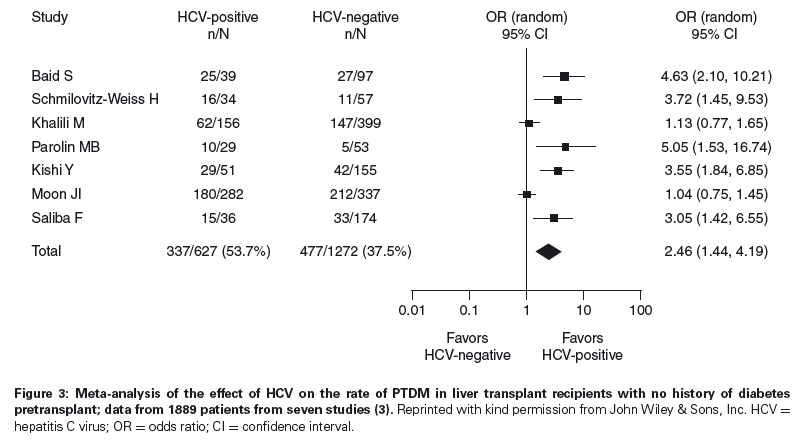 Study HCV-positive HCV-negative OR (random) OR (random)
n/N n/N 95% CI 95% CI
Baid S 25/39 27/97 4.63 (2.10, 10.21)
Schmilovitz-Weiss H 16/34 11/57 3.72 (1.45, 9.53)
Khalili M 62/156 147/399 1.13 (0.77, 1.65)
Parolin MB 10/29 5/53 5.05 (1.53, 16.74)
Kishi Y 29/51 42/155 3.55 (1.84, 6.85)
Moon JI 180/282 212/337 1.04 (0.75, 1.45)
Saliba F 15/36 33/174 3.05 (1.42, 6.55)
Total 337/627 (53.7%) 477/1272 (37.5%) 2.46 (1.44, 4.19)
0.01 0.1 1 10 100
Favors Favors
HCV-negative HCV-positive
Figure 3: Meta-analysis of the effect of HCV on the rate of PTDM in liver transplant recipients with no history of diabetes
pretransplant; data from 1889 patients from seven studies (3). Reprinted with kind permission from John Wiley & Sons, Inc. HCV =
hepatitis C virus; OR = odds ratio; CI = confidence interval.